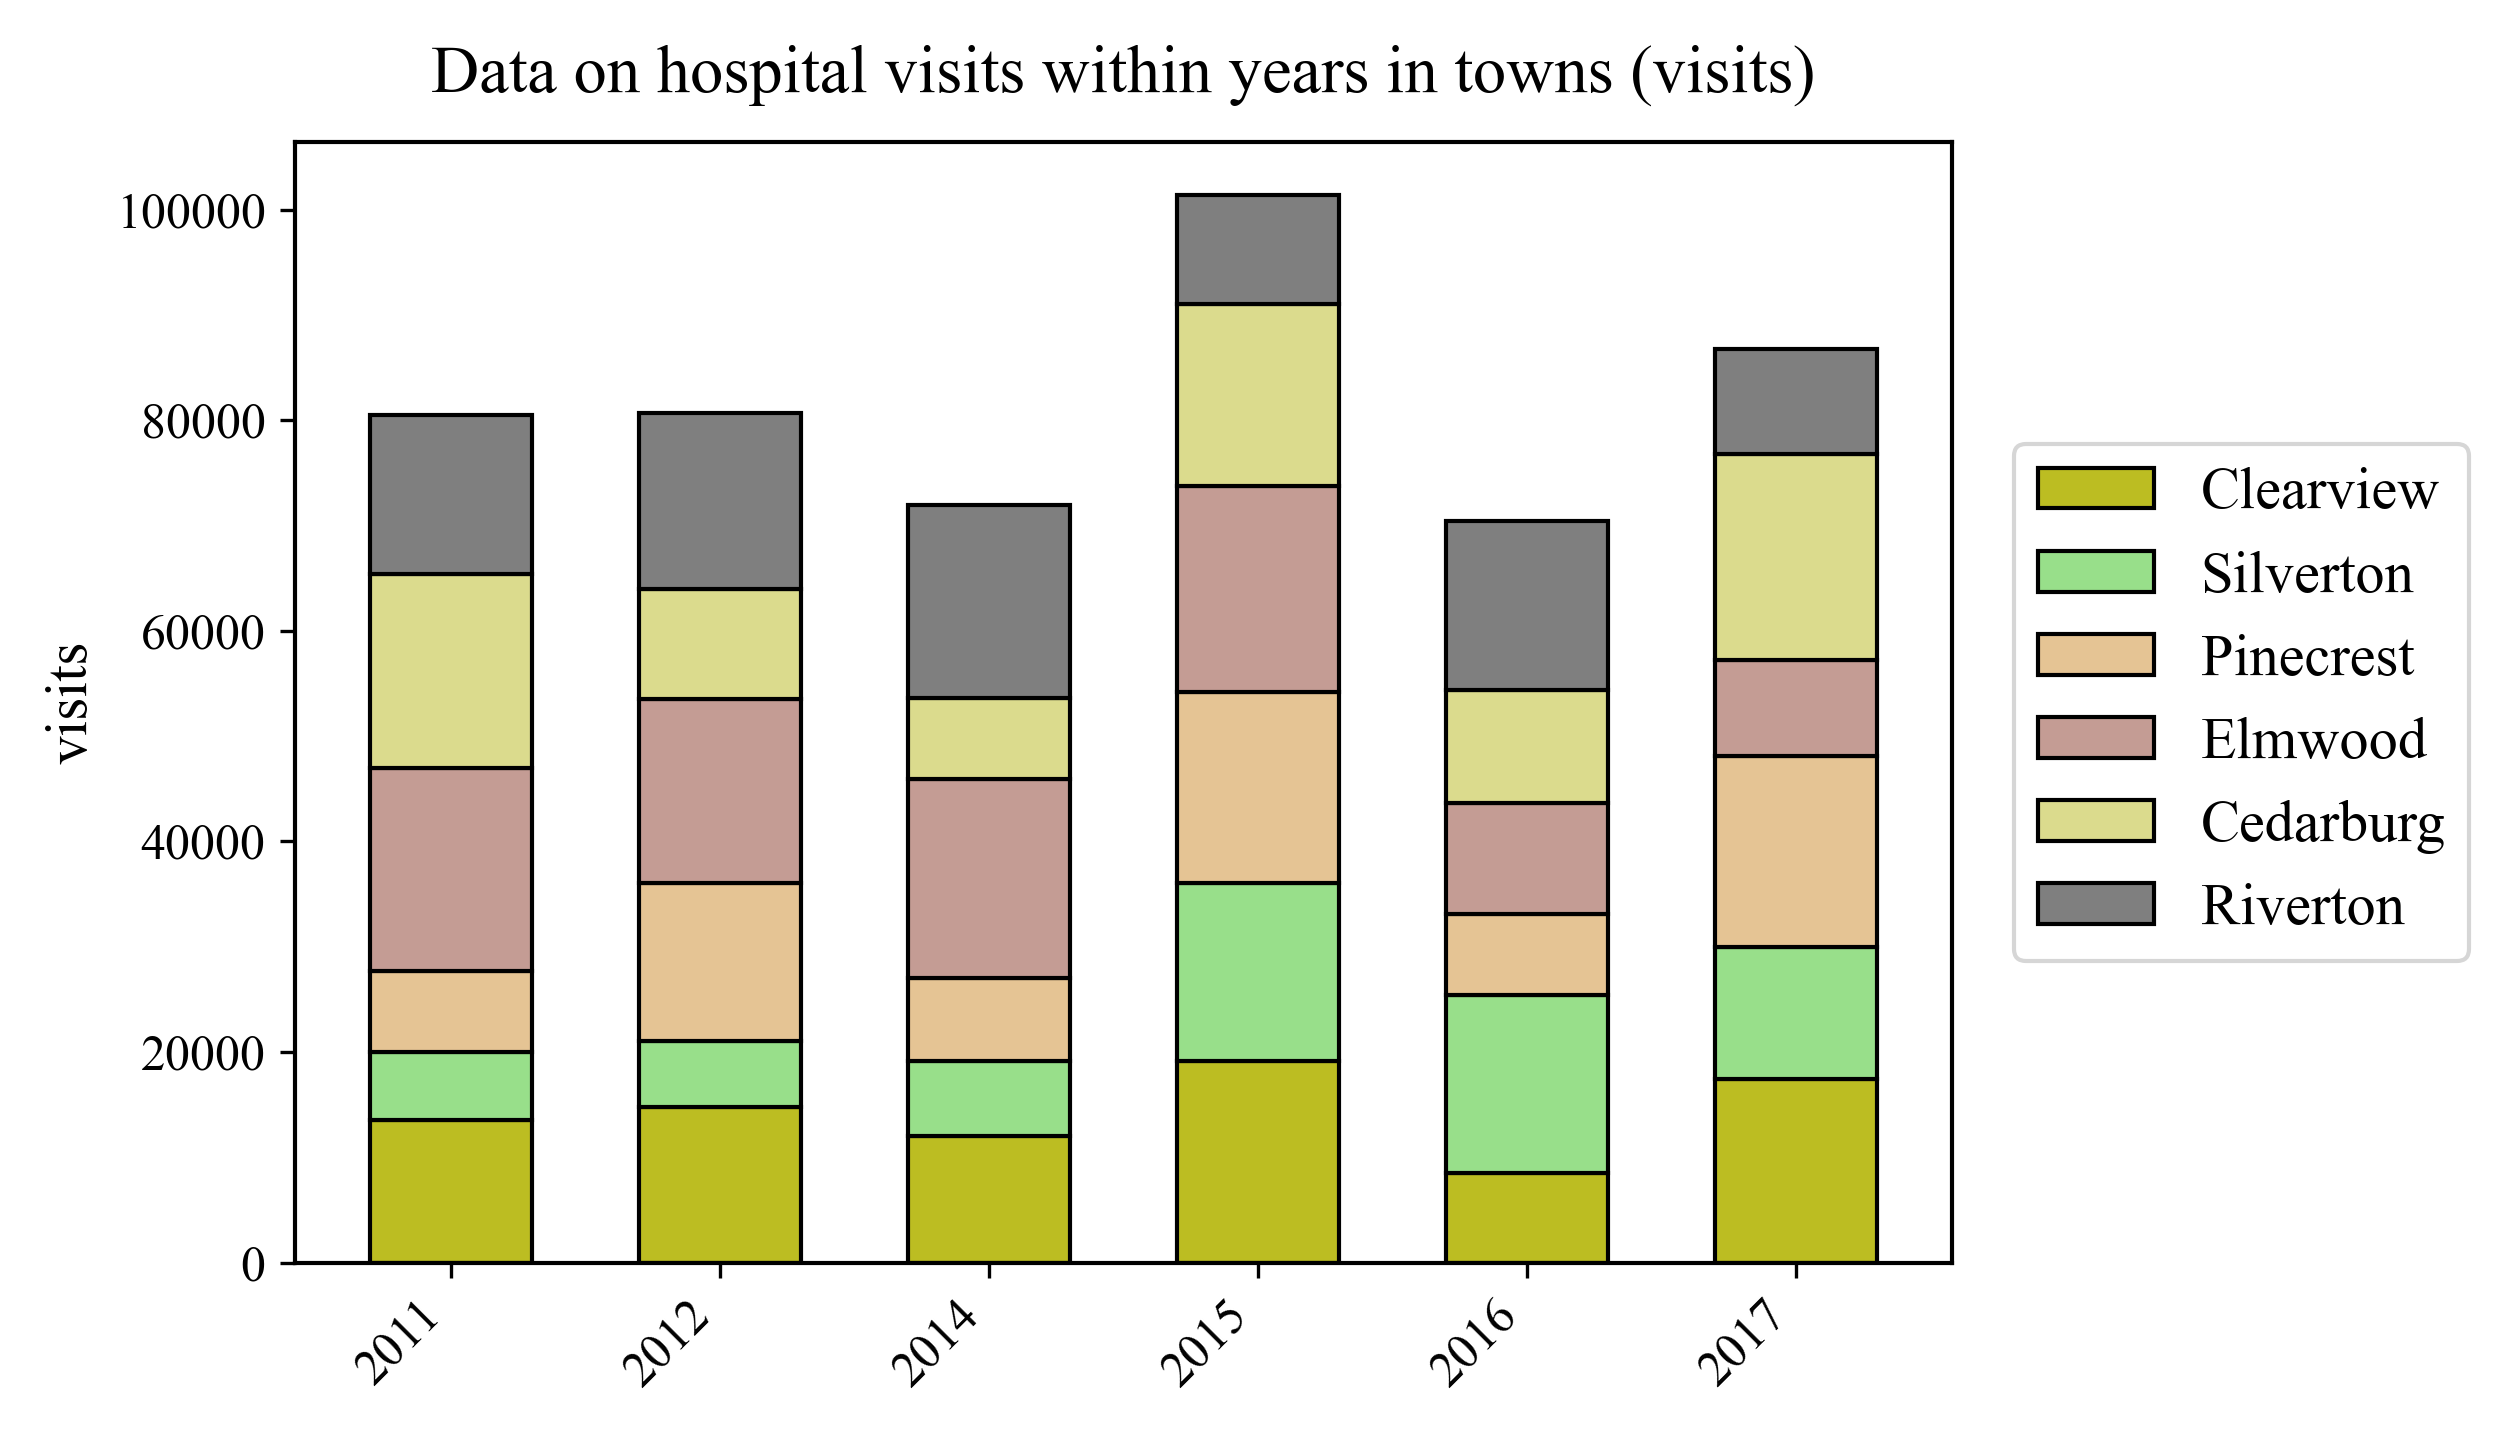 Data on hospital visits within years in towns (visits)
visits
100000
80000
60000
40000
20000
0
2011
2012
2014
2015
2016
2017
Clearview
Silverton
Pinecrest
Elmwood
Cedarburg
Riverton